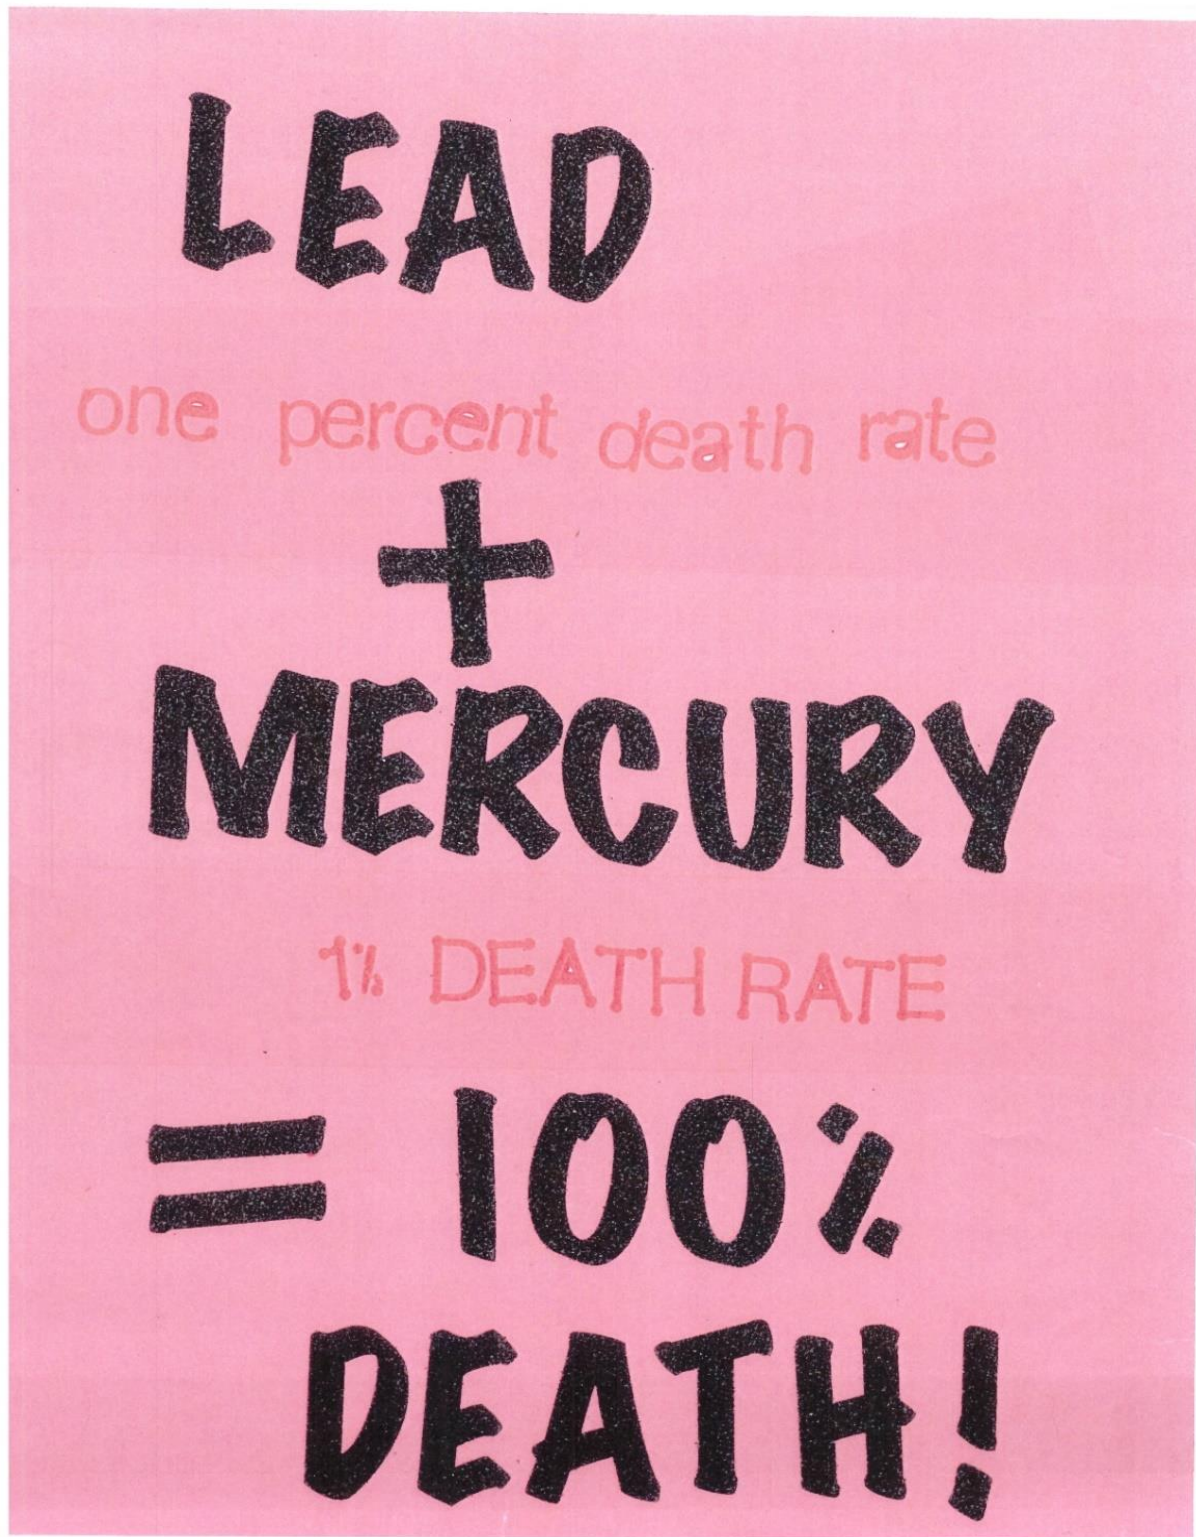 LEAD
one percent death rate
+
MERCURY
1% DEATH RATE
= 100%
DEATH!